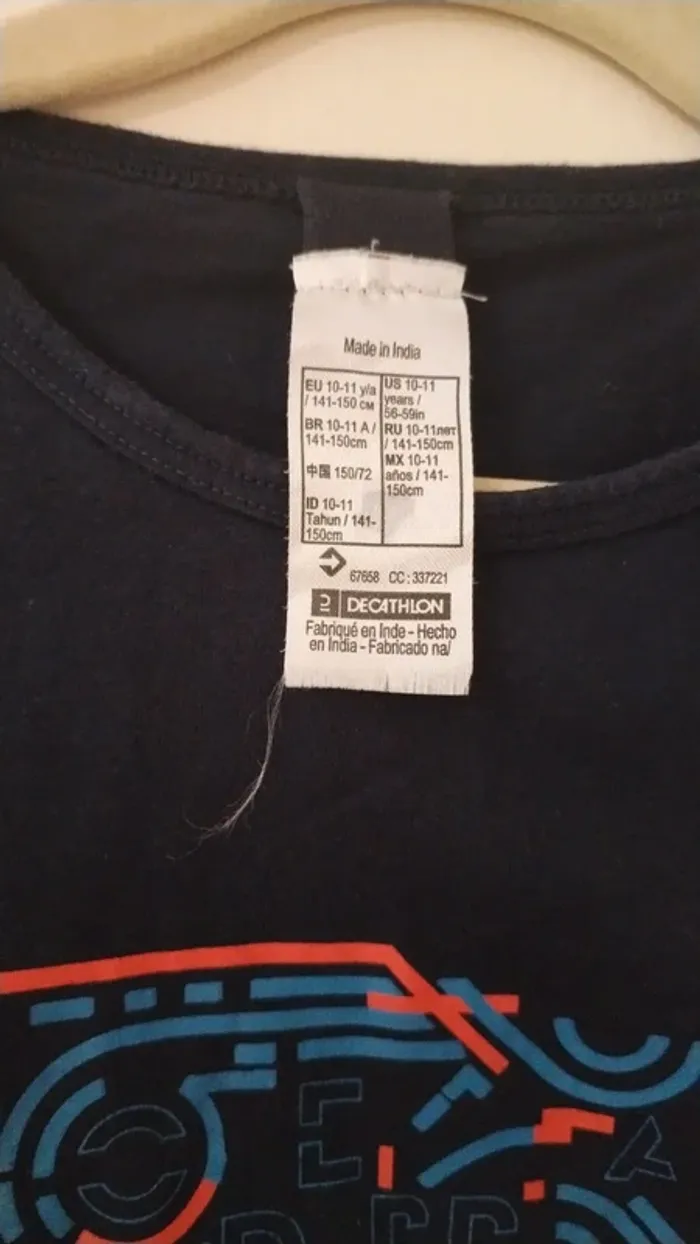 Made in India
EU 10-11 y/a
/ 141-150 см
BR 10-11 A /
141-150cm
中国 150/72
ID 10-11
Tahun / 141-
150cm
US 10-11
years /
56-59in
RU 10-11лет
/ 141-150cm
MX 10-11
años / 141-
150cm
67658 CC : 337221
DECATHLON
Fabriqué en Inde - Hecho
en India - Fabricado na/